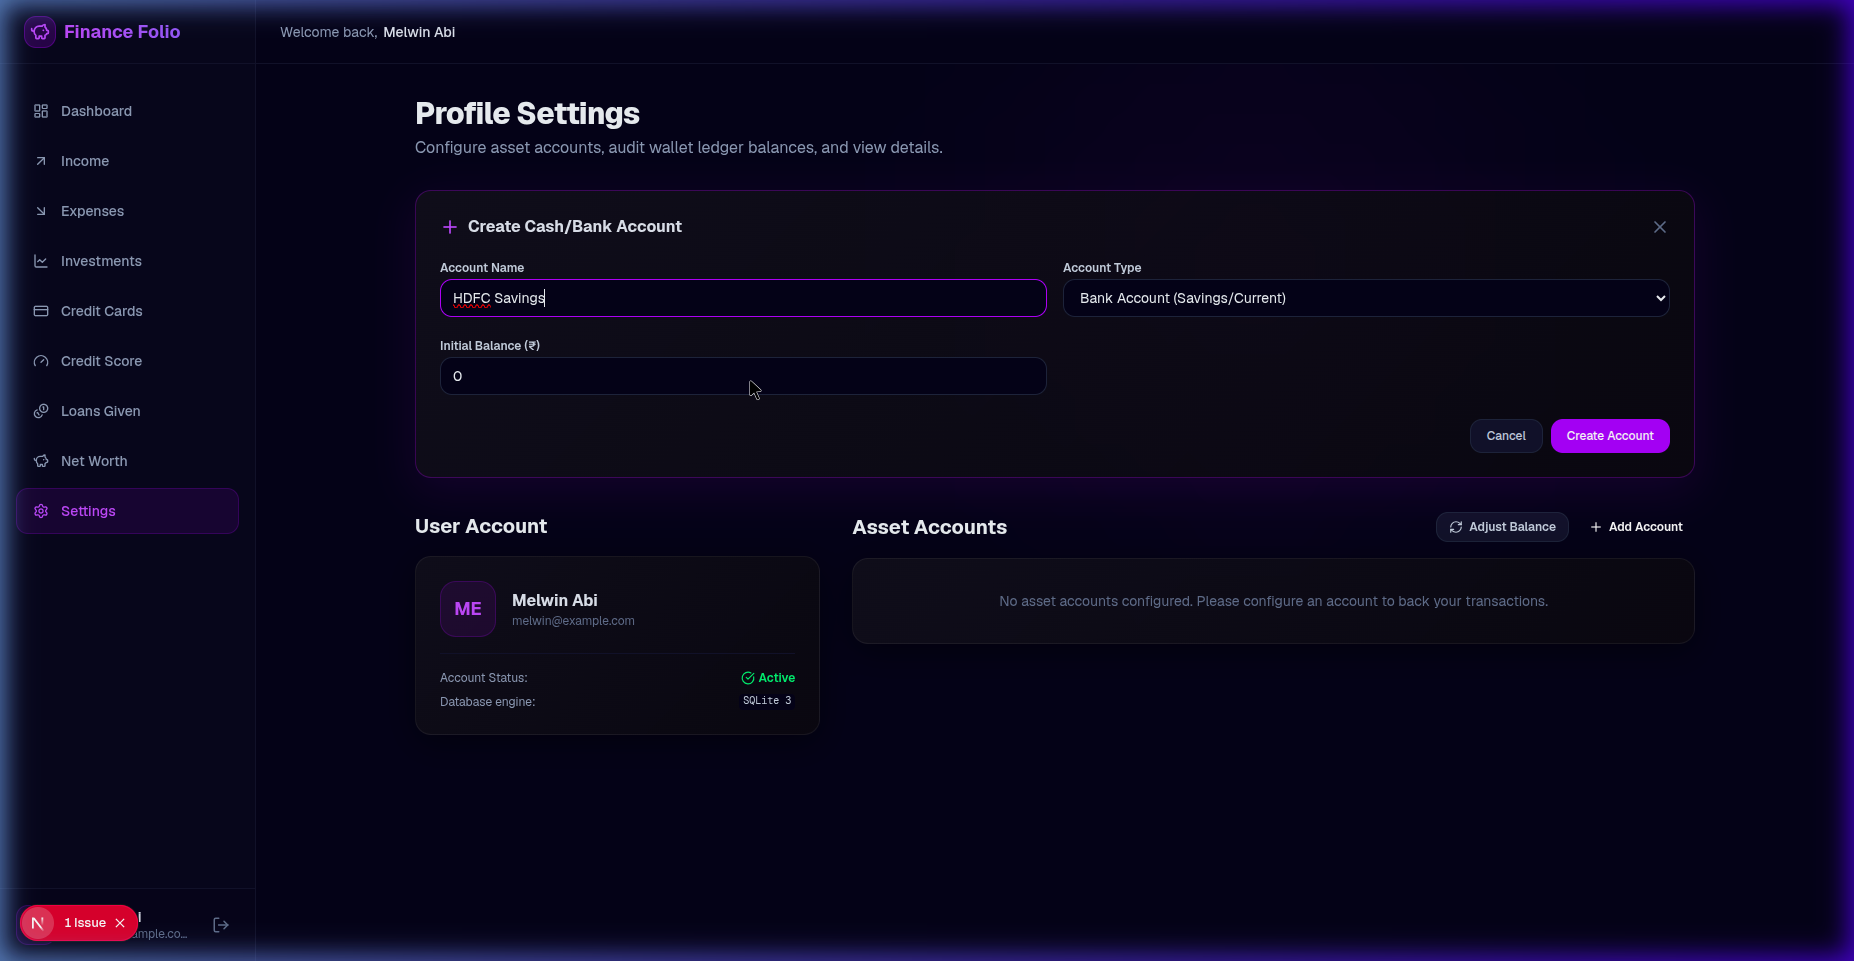 Finance Folio
Welcome back, Melwin Abi
Dashboard
Income
Expenses
Investments
Credit Cards
Credit Score
Loans Given
Net Worth
Settings
Profile Settings
Configure asset accounts, audit wallet ledger balances, and view details.
Create Cash/Bank Account
Account Name
Account Type
HDFC Savings
Bank Account (Savings/Current)
Initial Balance (₹)
0
Cancel
Create Account
User Account
ME
Melwin Abi
melwin@example.com
Account Status:
Active
Database engine:
SQLite 3
Asset Accounts
Adjust Balance
Add Account
No asset accounts configured. Please configure an account to back your transactions.
N
1 Issue
ample.co...